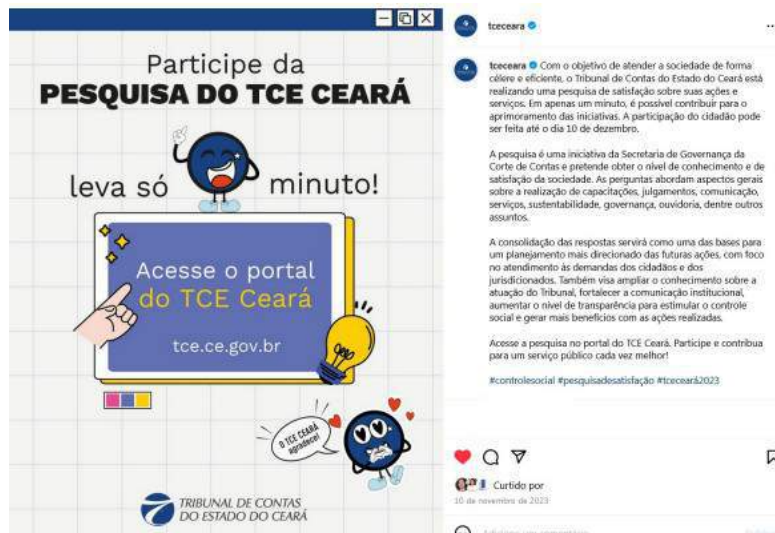 Participe da
PESQUISA DO TCE CEARÁ
leva só
minuto!
Acesse o portal
do TCE Ceará
tce.ce.gov.br
O TCE CEARÁ
agradece!
TRIBUNAL DE CONTAS
DO ESTADO DO CEARÁ
tceceara
tceceara Com o objetivo de atender a sociedade de forma
célere e eficiente, o Tribunal de Contas do Estado do Ceará está
realizando uma pesquisa de satisfação sobre suas ações e
serviços. Em apenas um minuto, é possível contribuir para o
aprimoramento das iniciativas. A participação do cidadão pode
ser feita até o dia 10 de dezembro.
A pesquisa é uma iniciativa da Secretaria de Governança da
Corte de Contas e pretende obter o nível de conhecimento e de
satisfação da sociedade. As perguntas abordam aspectos gerais
sobre a realização de capacitações, julgamentos, comunicação,
serviços, sustentabilidade, governança, ouvidoria, dentre outros
assuntos.
A consolidação das respostas servirá como uma das bases para
um planejamento mais direcionado das futuras ações, com foco
no atendimento às demandas dos cidadãos e dos
jurisdicionados. Também visa ampliar o conhecimento sobre a
atuação do Tribunal, fortalecer a comunicação institucional,
aumentar o nível de transparência para estimular o controle
social e gerar mais benefícios com as ações realizadas.
Acesse a pesquisa no portal do TCE Ceará. Participe e contribua
para um serviço público cada vez melhor!
#controlesocial #pesquisadesatisfação #tceceará2023
Curtido por
10 de novembro de 2023
Adicione um comentário...